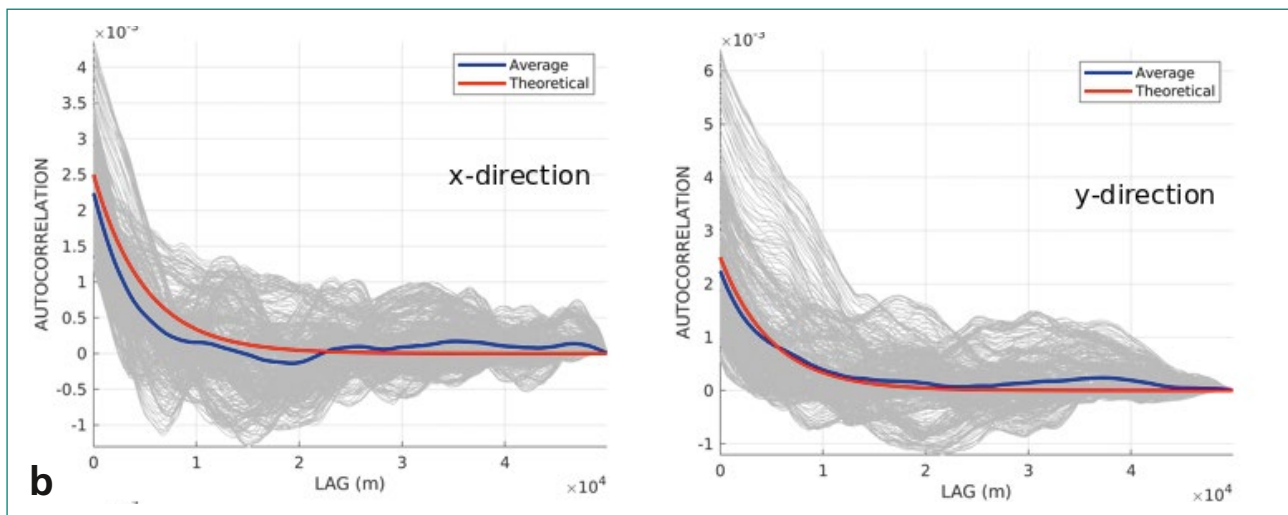 ×10⁻³
4
3.5
3
2.5
2
1.5
1
0.5
0
-0.5
-1
AUTOCORRELATION
Average
Theoretical
x-direction
0 1 2 3 4
LAG (m)
×10⁴
b
×10⁻³
6
5
4
3
2
1
0
-1
AUTOCORRELATION
Average
Theoretical
y-direction
0 1 2 3 4
LAG (m)
×10⁴